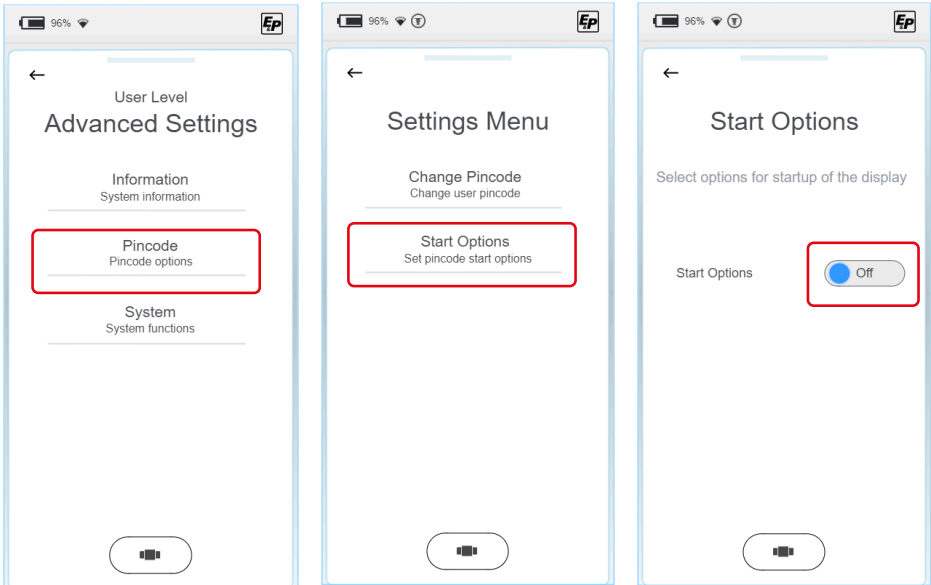 96%
EP
User Level
Advanced Settings
Information
System information
Pincode
Pincode options
System
System functions
96%
EP
Settings Menu
Change Pincode
Change user pincode
Start Options
Set pincode start options
96%
EP
Start Options
Select options for startup of the display
Start Options
Off